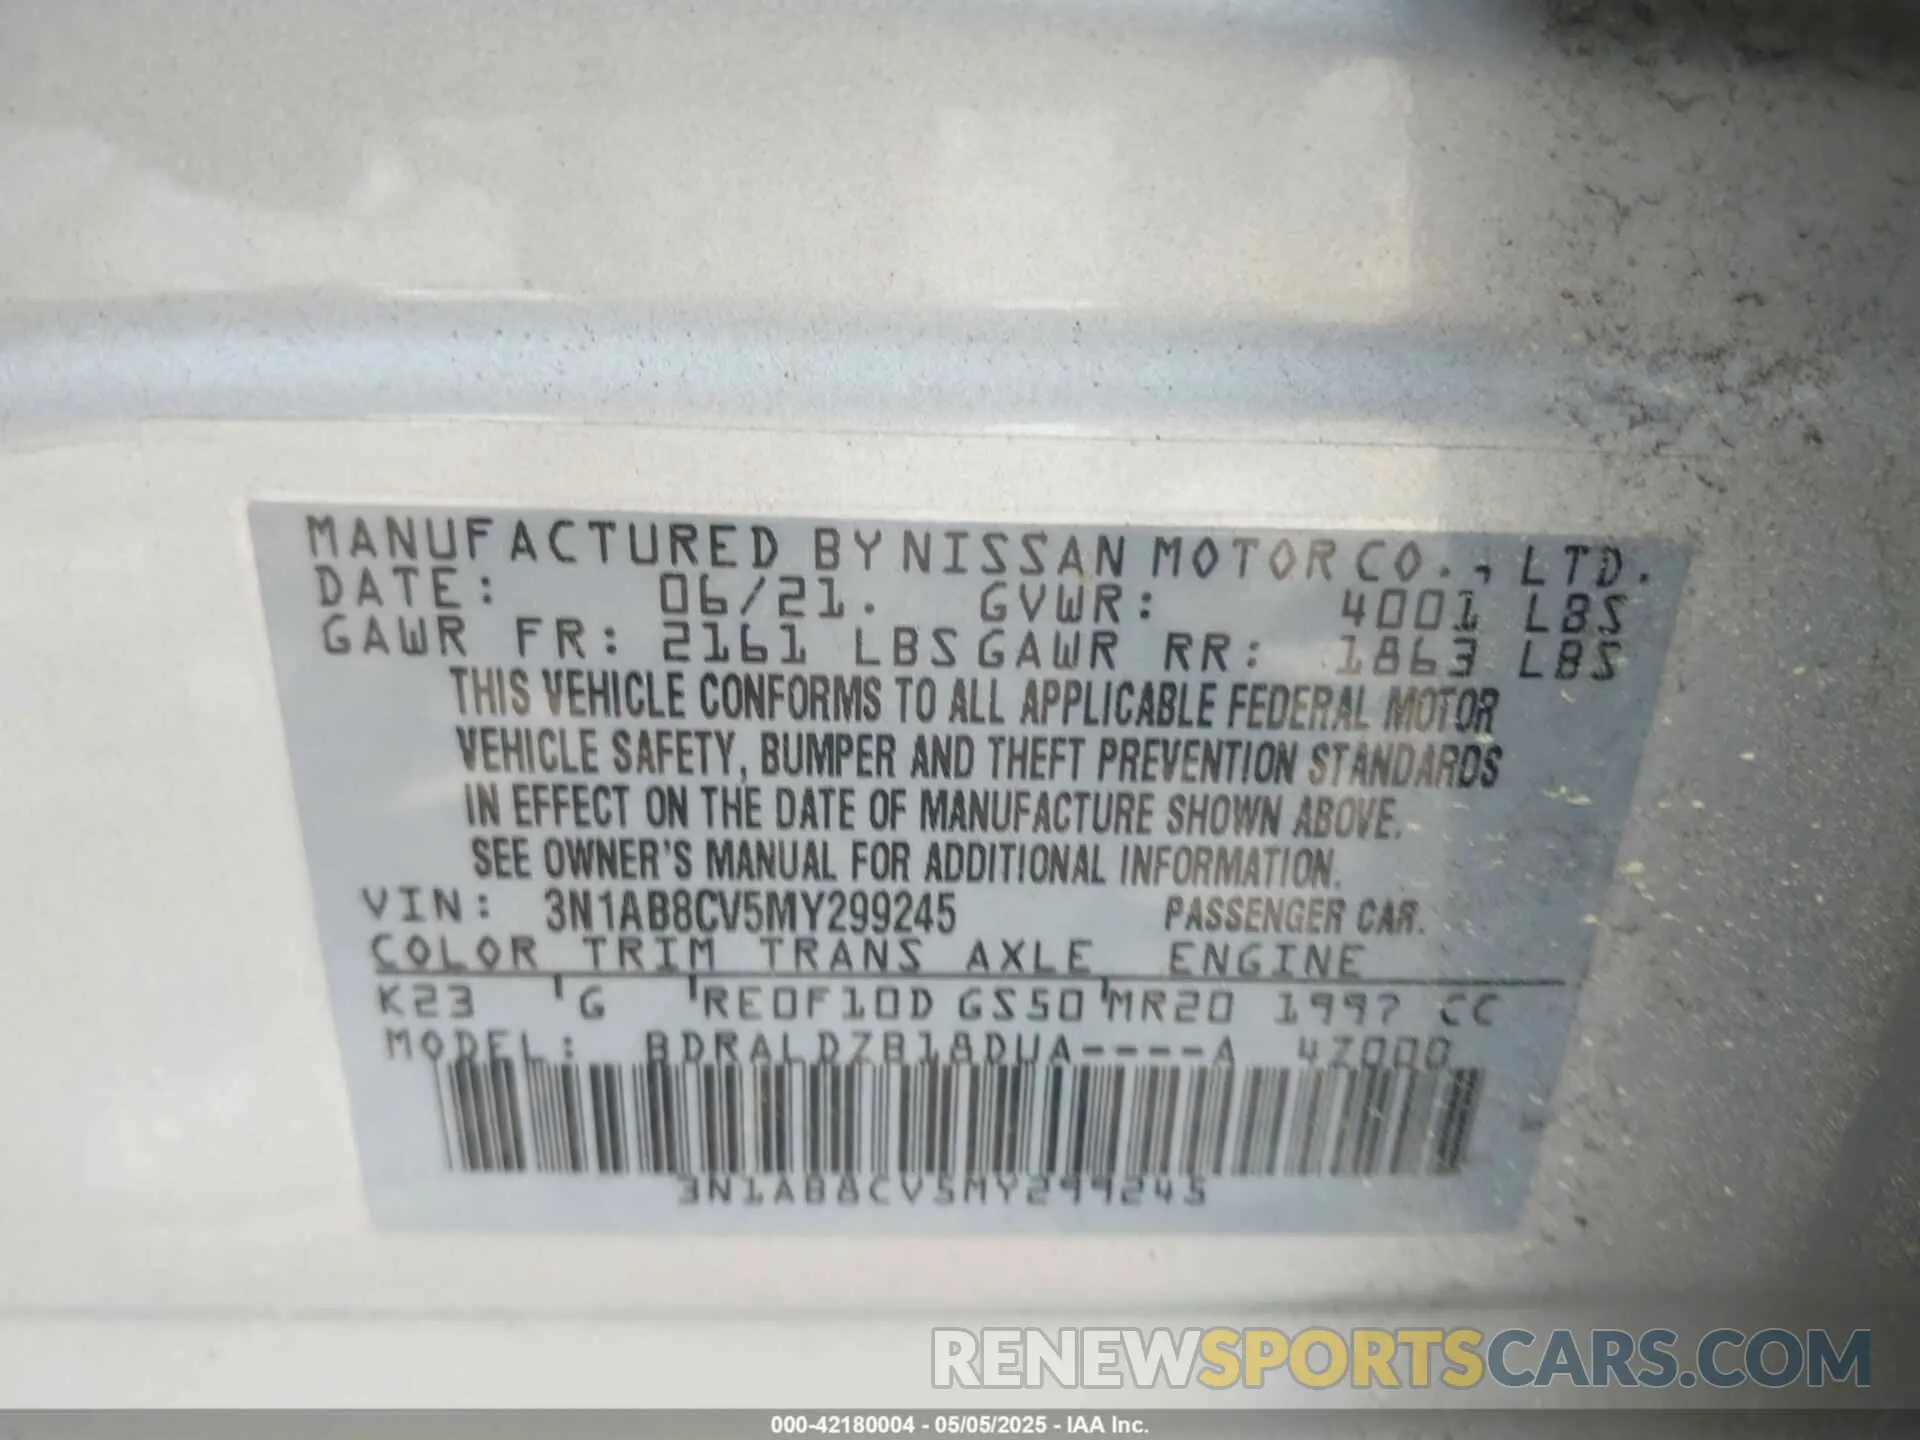 MANUFACTURED BY NISSAN MOTOR CO., LTD.
DATE: 06/21. GVWR: 4001 LBS
GAWR FR: 2161 LBS GAWR RR: 1863 LBS
THIS VEHICLE CONFORMS TO ALL APPLICABLE FEDERAL MOTOR
VEHICLE SAFETY, BUMPER AND THEFT PREVENTION STANDARDS
IN EFFECT ON THE DATE OF MANUFACTURE SHOWN ABOVE.
SEE OWNER'S MANUAL FOR ADDITIONAL INFORMATION.
VIN: 3N1AB8CV5MY299245 PASSENGER CAR.
COLOR TRIM TRANS AXLE ENGINE
K23 G RE0F10D GS50 MR20 1997 CC
MODEL: BDRALDZB18DUA----A 4Z000
3N1AB8CV5MY299245
RENEWSPORTSCARS.COM
000-42180004 - 05/05/2025 - IAA Inc.